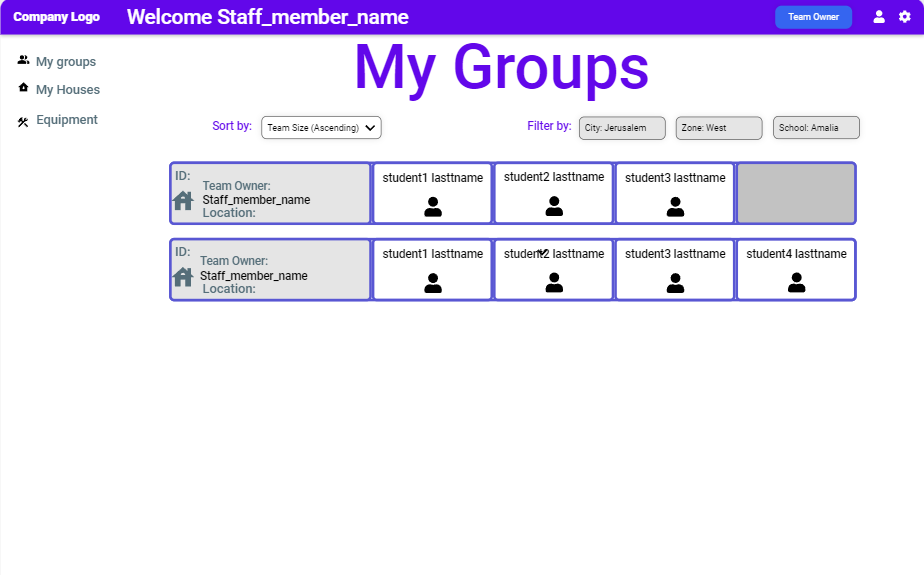 Company Logo
Welcome Staff_member_name
Team Owner
My groups
My Houses
Equipment
My Groups
Sort by:
Team Size (Ascending)
Filter by:
City: Jerusalem
Zone: West
School: Amalia
ID:
Team Owner:
Staff_member_name
Location:
student1 lasttname
student2 lasttname
student3 lasttname
ID:
Team Owner:
Staff_member_name
Location:
student1 lasttname
student2 lasttname
student3 lasttname
student4 lasttname